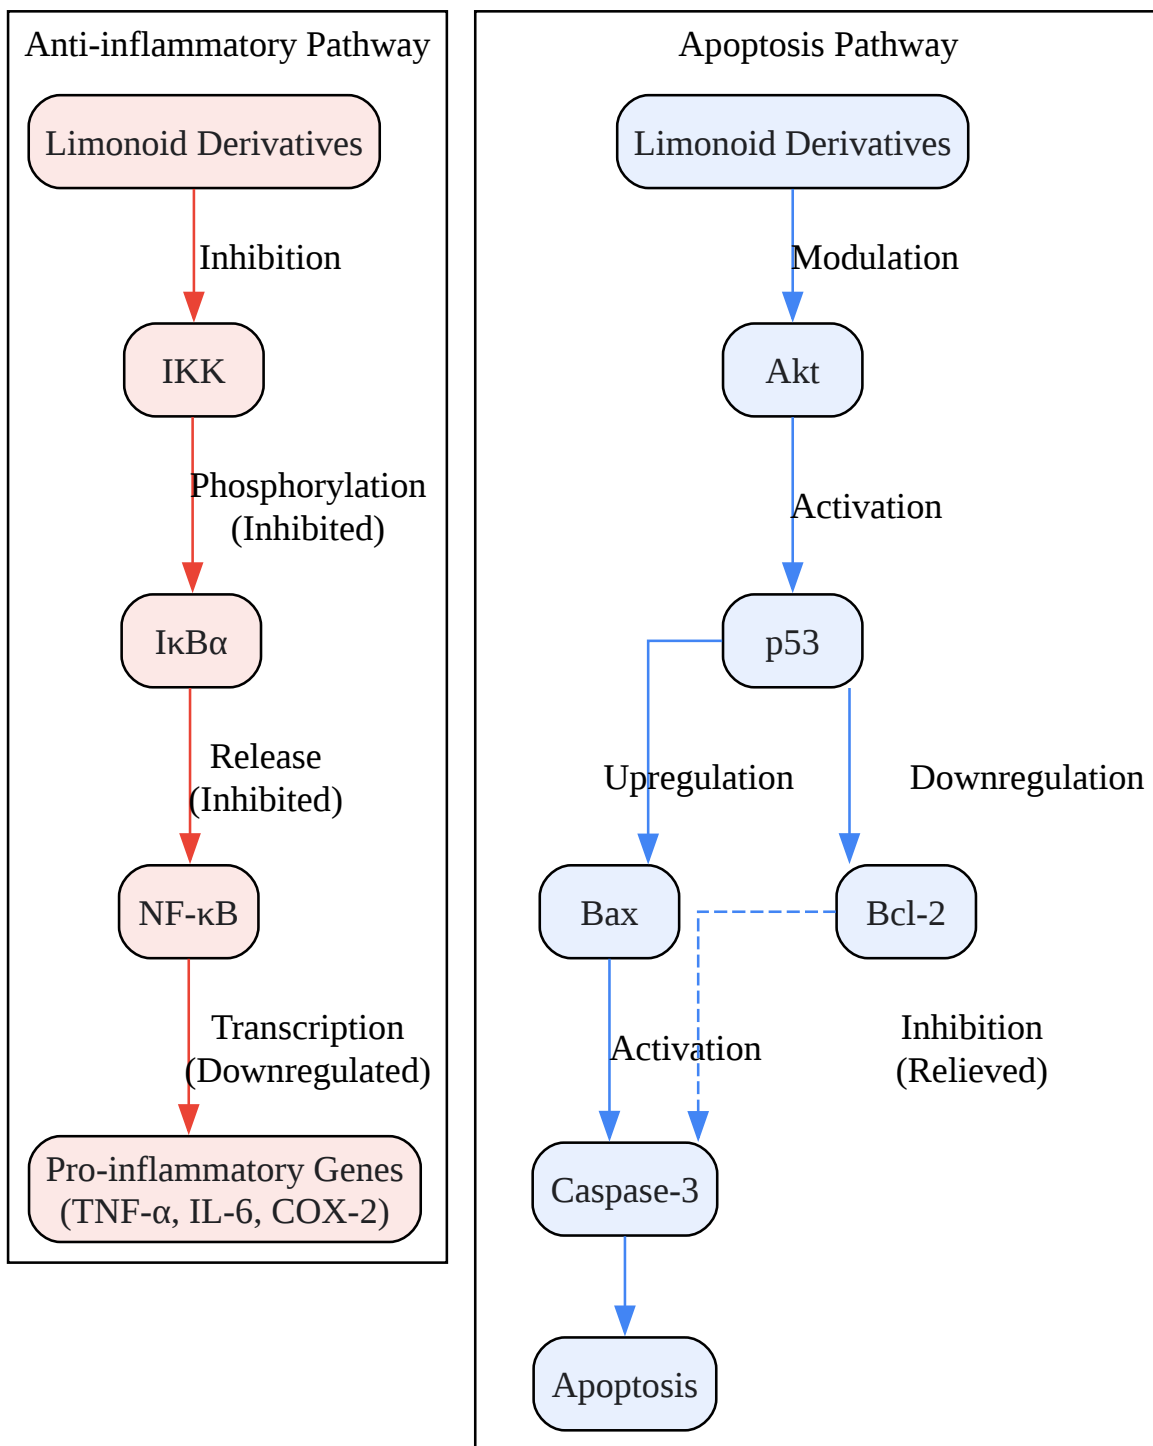 Anti-inflammatory Pathway
Limonoid Derivatives
Inhibition
IKK
Phosphorylation
(Inhibited)
IκBα
Release
(Inhibited)
NF-κB
Transcription
(Downregulated)
Pro-inflammatory Genes
(TNF-α, IL-6, COX-2)
Apoptosis Pathway
Limonoid Derivatives
Modulation
Akt
Activation
p53
Upregulation
Downregulation
Bax
Bcl-2
Activation
Inhibition
(Relieved)
Caspase-3
Apoptosis